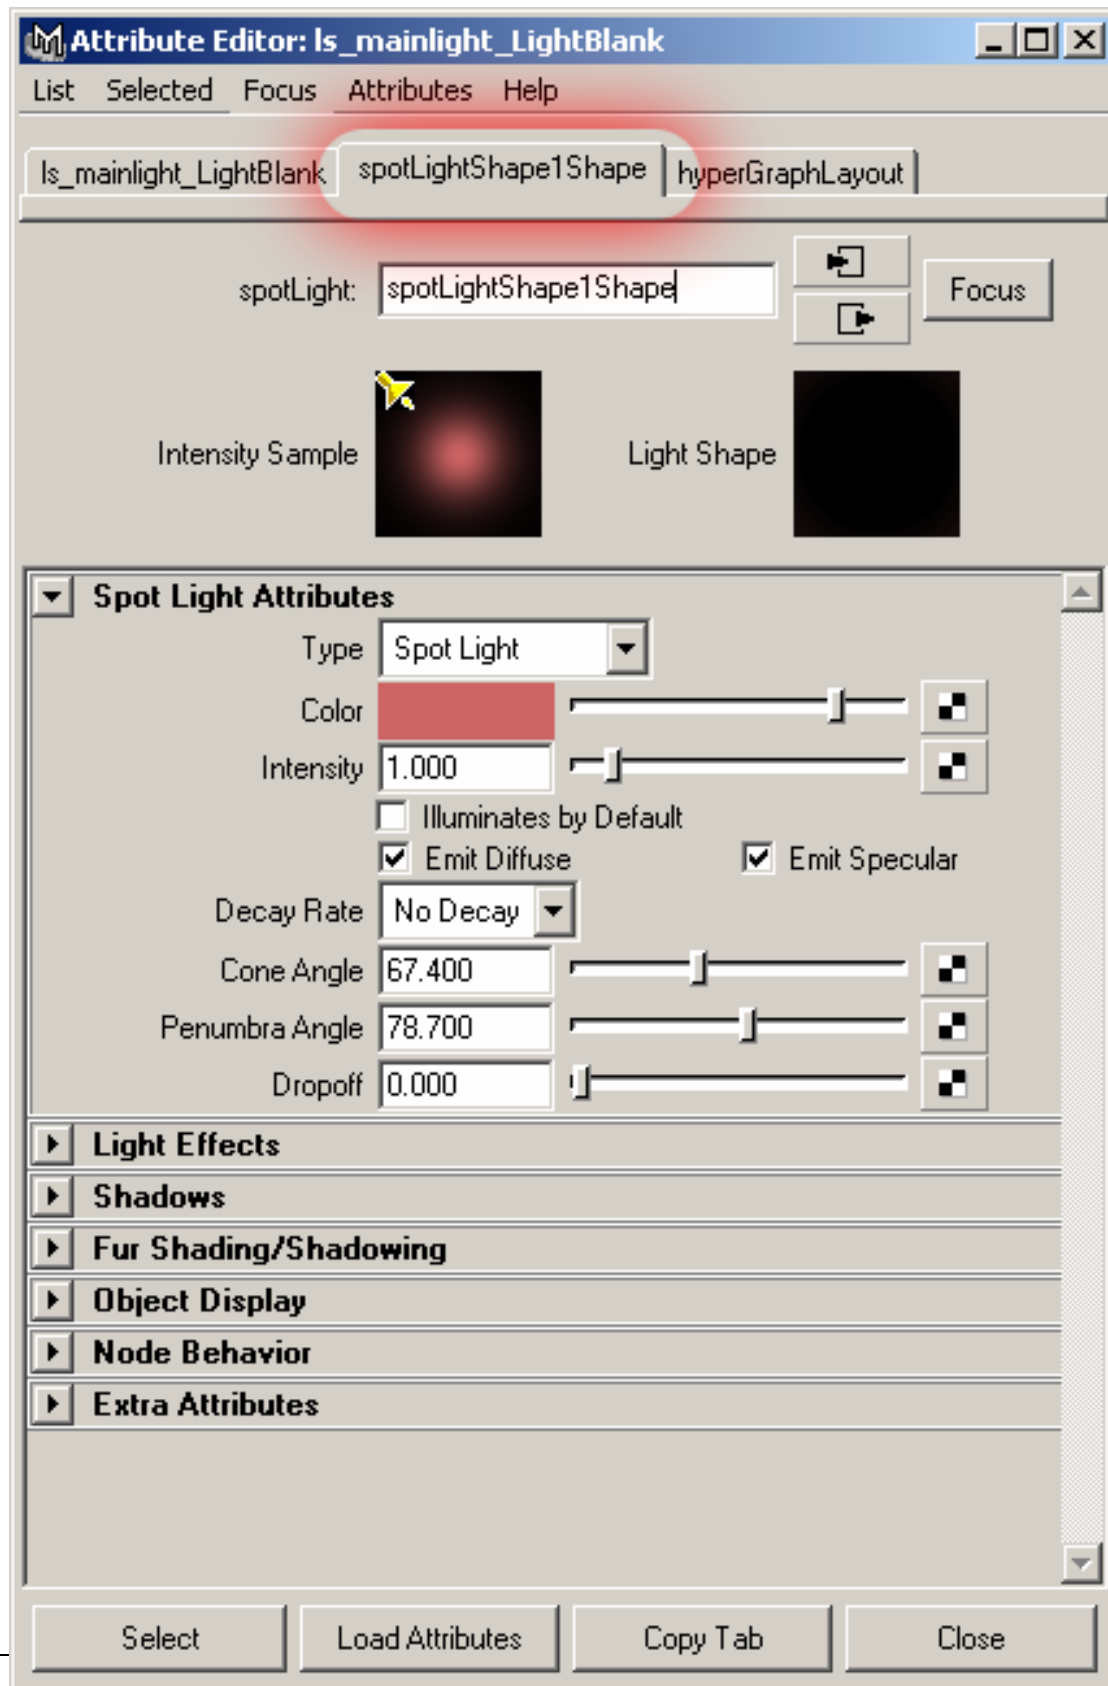 Attribute Editor: ls_mainlight_LightBlank
List Selected Focus Attributes Help
ls_mainlight_LightBlank spotLightShape1Shape hyperGraphLayout
spotLight: spotLightShape1Shape Focus
Intensity Sample Light Shape
Spot Light Attributes
Type Spot Light
Color
Intensity 1.000
Illuminates by Default
Emit Diffuse Emit Specular
Decay Rate No Decay
Cone Angle 67.400
Penumbra Angle 78.700
Dropoff 0.000
Light Effects
Shadows
Fur Shading/Shadowing
Object Display
Node Behavior
Extra Attributes
Select Load Attributes Copy Tab Close